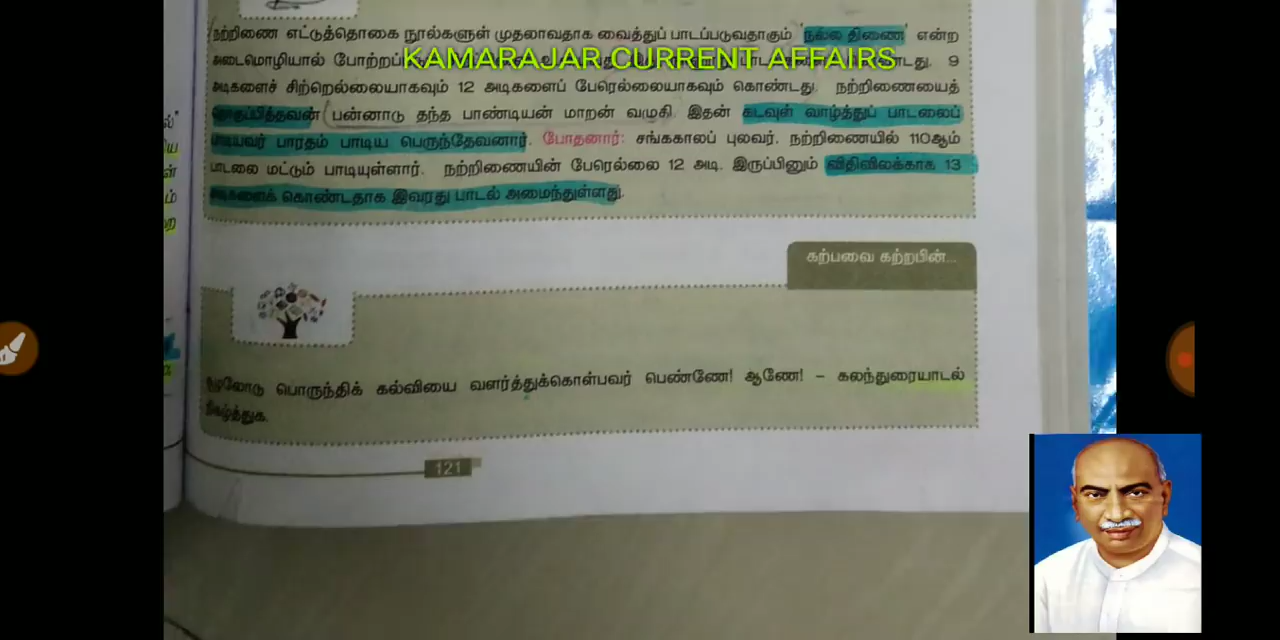 நற்றிணை எட்டுத்தொகை நூல்களுள் முதலாவதாக வைத்துப் பாடப்படுவதாகும் 'நல்ல திணை' என்ற
அடைமொழியால்
KAMARAJAR CURRENT AFFAIRS
9
அடிகளைச் சிற்றெல்லையாகவும் 12 அடிகளைப் பேரெல்லையாகவும் கொண்டது. நற்றிணையைத்
தொகுப்பித்தவன் பன்னாடு தந்த பாண்டியன் மாறன் வழுதி. இதன் கடவுள் வாழ்த்துப் பாடலைப்
பாடியவர் பாரதம் பாடிய பெருந்தேவனார். போதனார்: சங்ககாலப் புலவர். நற்றிணையில் 110ஆம்
பாடலை மட்டும் பாடியுள்ளார். நற்றிணையின் பேரெல்லை 12 அடி. இருப்பினும் விதிவிலக்காக 13
அடிகளைக் கொண்டதாக இவரது பாடல் அமைந்துள்ளது.
கற்பவை கற்றபின்...
சூழலோடு பொருந்திக் கல்வியை வளர்த்துக்கொள்பவர் பெண்ணே! ஆணே! – கலந்துரையாடல்
நிகழ்த்துக.
121